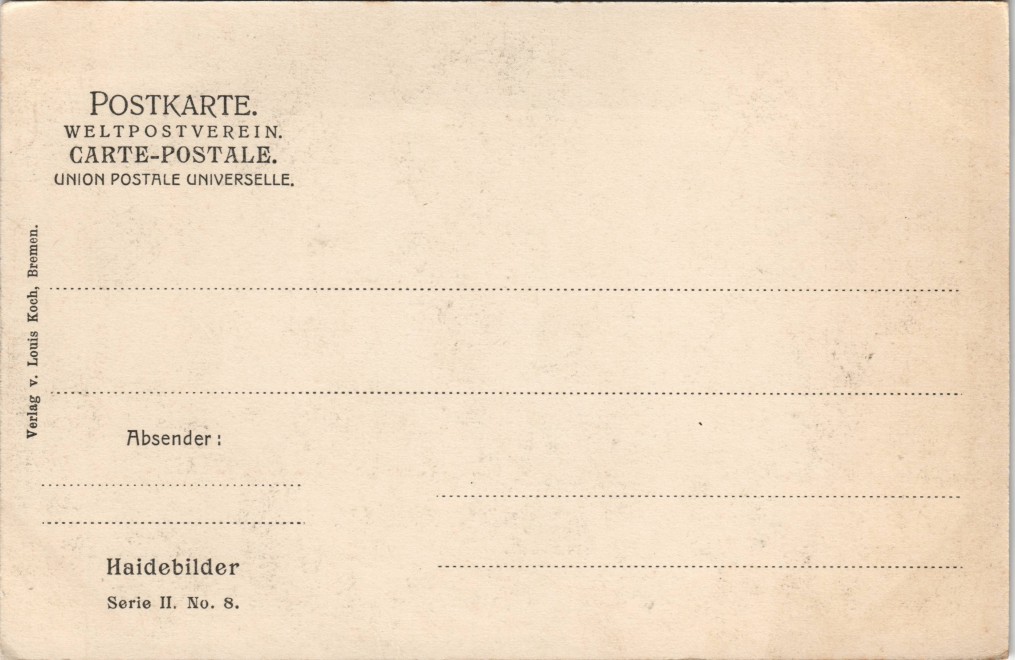 POSTKARTE.
WELTPOSTVEREIN.
CARTE-POSTALE.
UNION POSTALE UNIVERSELLE.
Verlag v. Louis Koch, Bremen.
Absender:
Haidebilder
Serie II. No. 8.